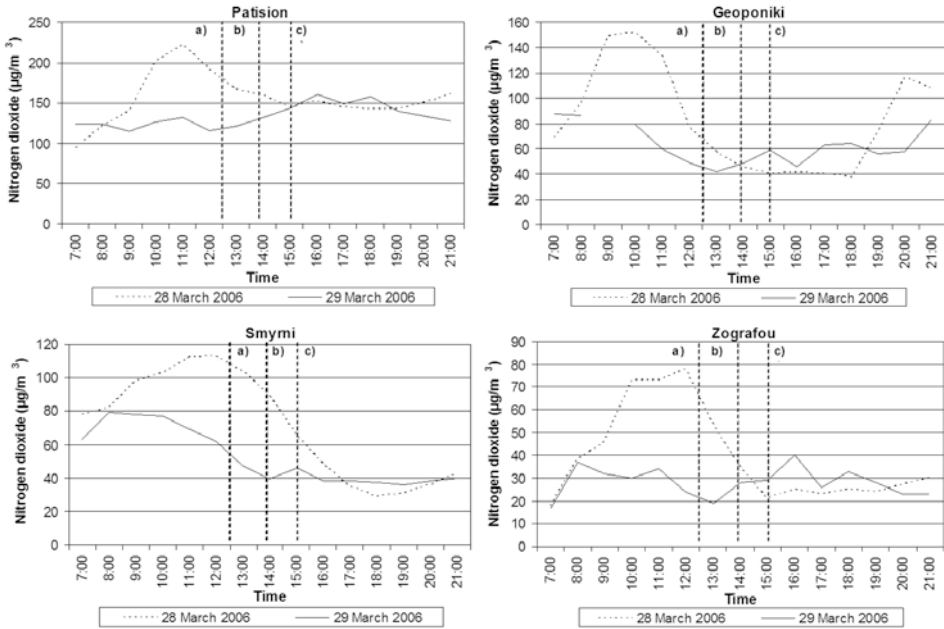 Patision
Nitrogen dioxide (µg/m ³)
250
200
150
100
50
0
a) b) c)
7:00 8:00 9:00 10:00 11:00 12:00 13:00 14:00 15:00 16:00 17:00 18:00 19:00 20:00 21:00
Time
28 March 2006 29 March 2006
Geoponiki
Nitrogen dioxide (µg/m ³)
160
140
120
100
80
60
40
20
0
a) b) c)
7:00 8:00 9:00 10:00 11:00 12:00 13:00 14:00 15:00 16:00 17:00 18:00 19:00 20:00 21:00
Time
28 March 2006 29 March 2006
Smyrni
Nitrogen dioxide (µg/m ³)
120
100
80
60
40
20
0
a) b) c)
7:00 8:00 9:00 10:00 11:00 12:00 13:00 14:00 15:00 16:00 17:00 18:00 19:00 20:00 21:00
Time
28 March 2006 29 March 2006
Zografou
Nitrogen dioxide (µg/m ³)
90
80
70
60
50
40
30
20
10
0
a) b) c)
7:00 8:00 9:00 10:00 11:00 12:00 13:00 14:00 15:00 16:00 17:00 18:00 19:00 20:00 21:00
Time
28 March 2006 29 March 2006